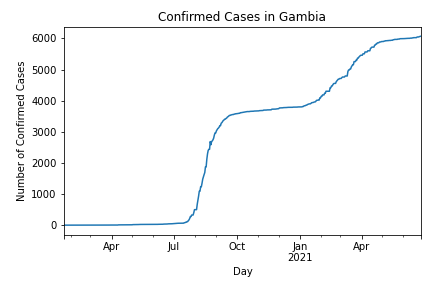 Confirmed Cases in Gambia
Number of Confirmed Cases
6000
5000
4000
3000
2000
1000
0
Apr
Jul
Oct
Jan
2021
Apr
Day